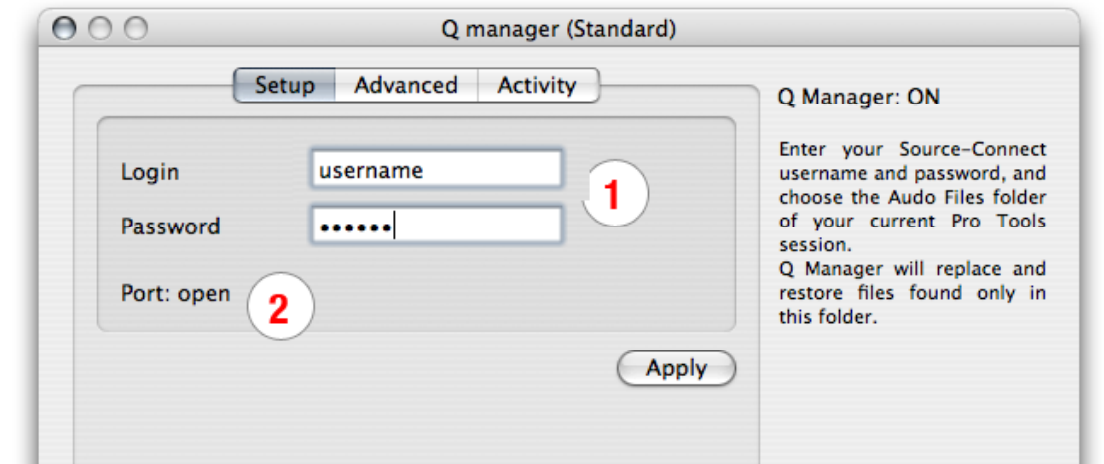 Q manager (Standard)
Setup Advanced Activity
Login username
1
Password ••••••
Port: open
2
Apply
Q Manager: ON
Enter your Source-Connect
username and password, and
choose the Audo Files folder
of your current Pro Tools
session.
Q Manager will replace and
restore files found only in
this folder.